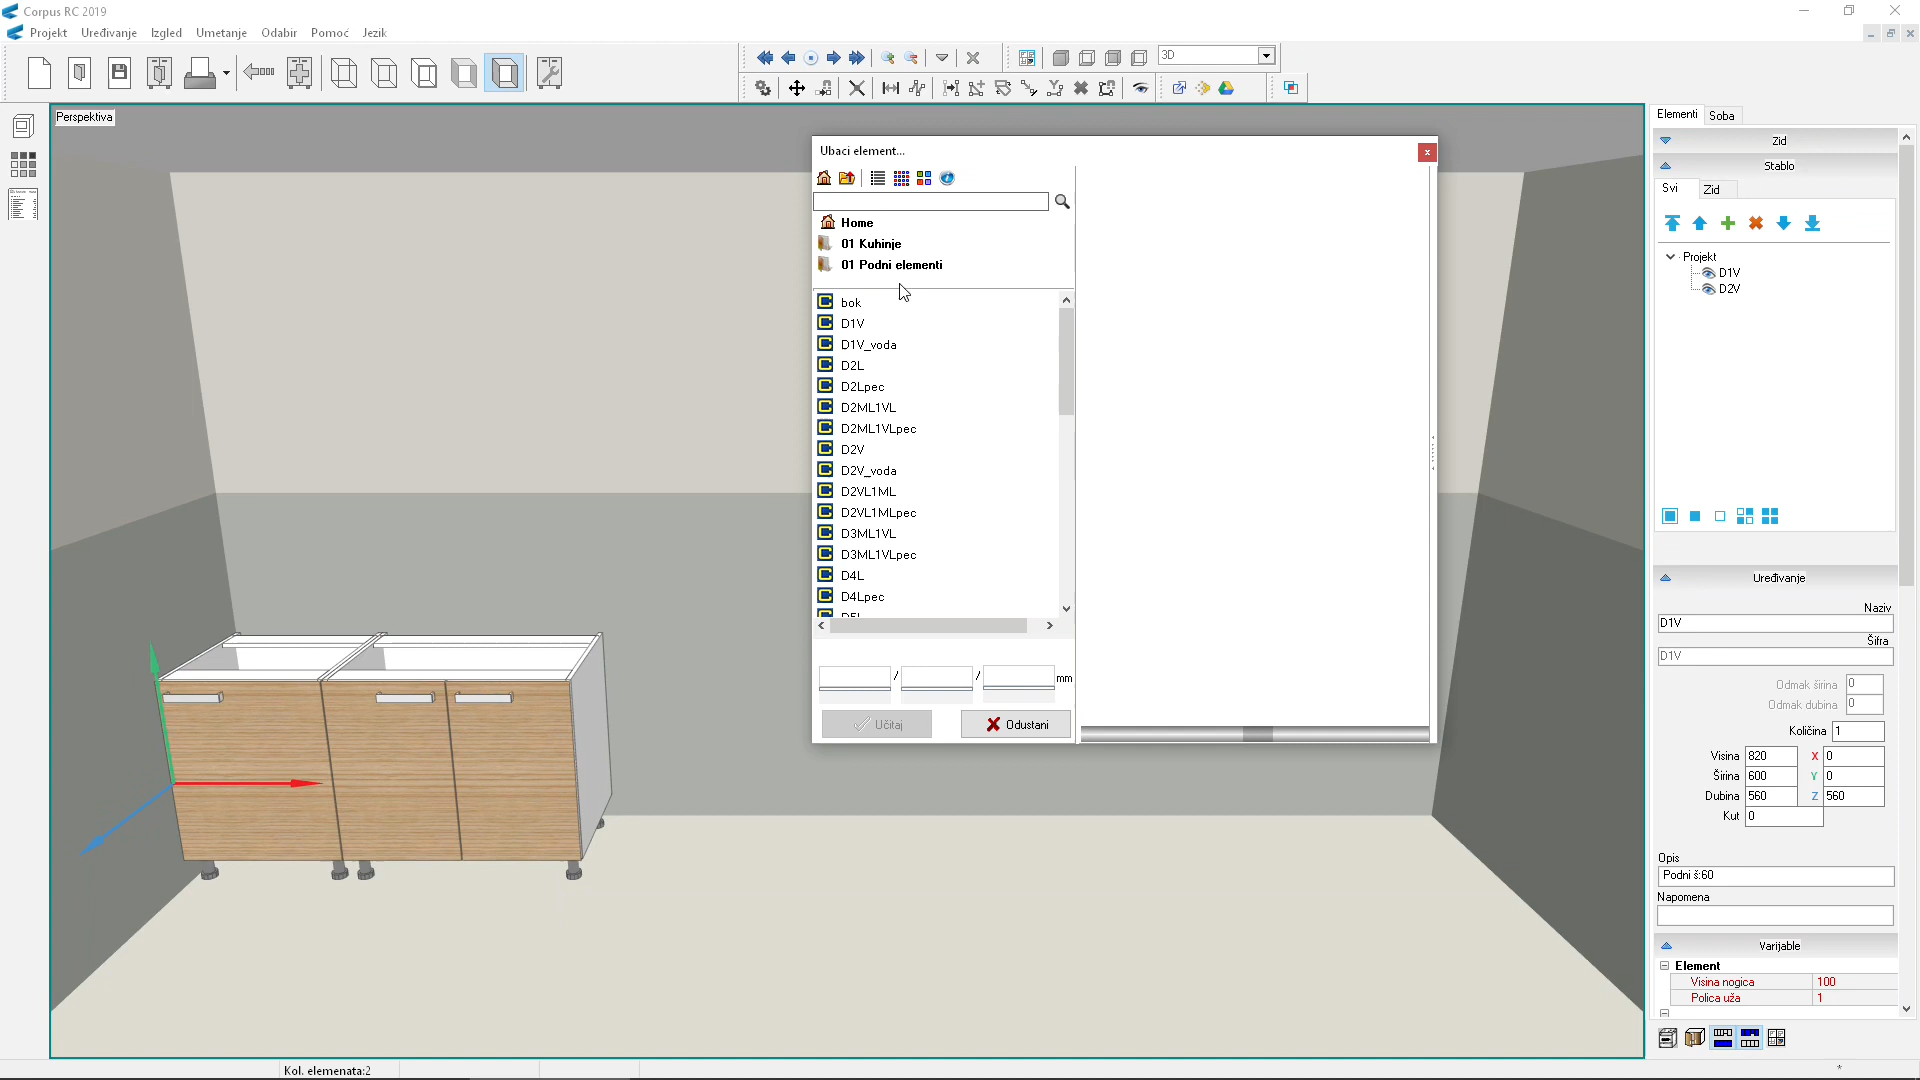 Corpus RC 2019
Projekt Uređivanje Izgled Umetanje Odabir Pomoć Jezik
3D
Perspektiva
Ubaci element...
Home
01 Kuhinje
01 Podni elementi
bok
D1V
D1V_voda
D2L
D2Lpec
D2ML1VL
D2ML1VLpec
D2V
D2V_voda
D2VL1ML
D2VL1MLpec
D3ML1VL
D3ML1VLpec
D4L
D4Lpec
D5L
/ / mm
Učitaj Odustani
Elementi Soba
Zid
Stablo
Svi Zid
Projekt
D1V
D2V
Uređivanje
Naziv
D1V
Šifra
D1V
Odmak širina 0
Odmak dubina 0
Količina 1
Visina 820 X 0
Širina 600 Y 0
Dubina 560 Z 560
Kut 0
Opis
Podni š:60
Napomena
Varijable
Element
Visina nogica 100
Polica uža 1
Kol. elemenata:2
*